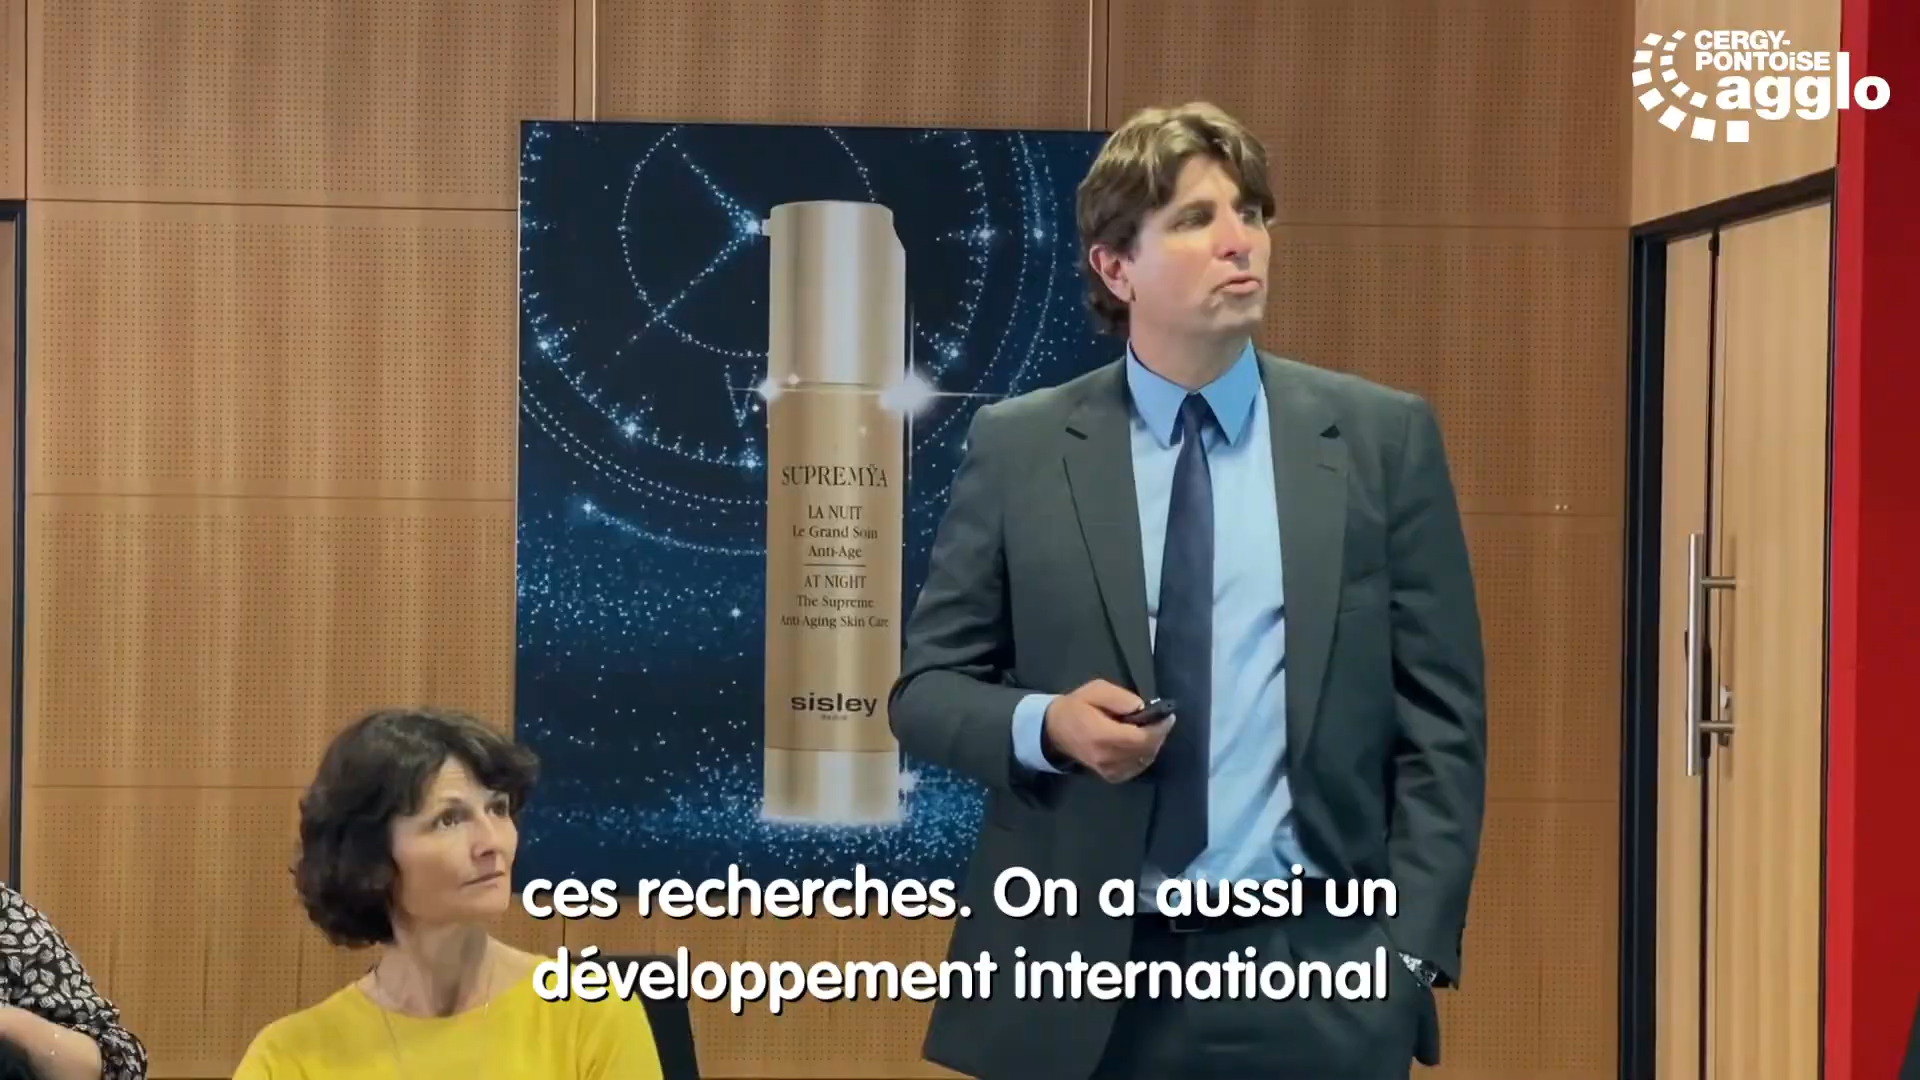 CERGY-
PONTOiSE
agglo
SUPREMŸA
LA NUIT
Le Grand Soin
Anti-Age
AT NIGHT
The Supreme
Anti-Aging Skin Care
sisley
PARIS
ces recherches. On a aussi un
développement international